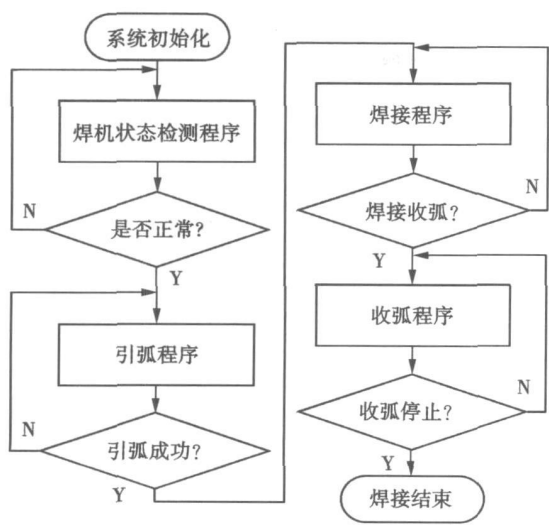 系统初始化
焊机状态检测程序
N
是否正常?
Y
引弧程序
N
引弧成功?
Y
焊接程序
N
焊接收弧?
Y
收弧程序
N
收弧停止?
Y
焊接结束